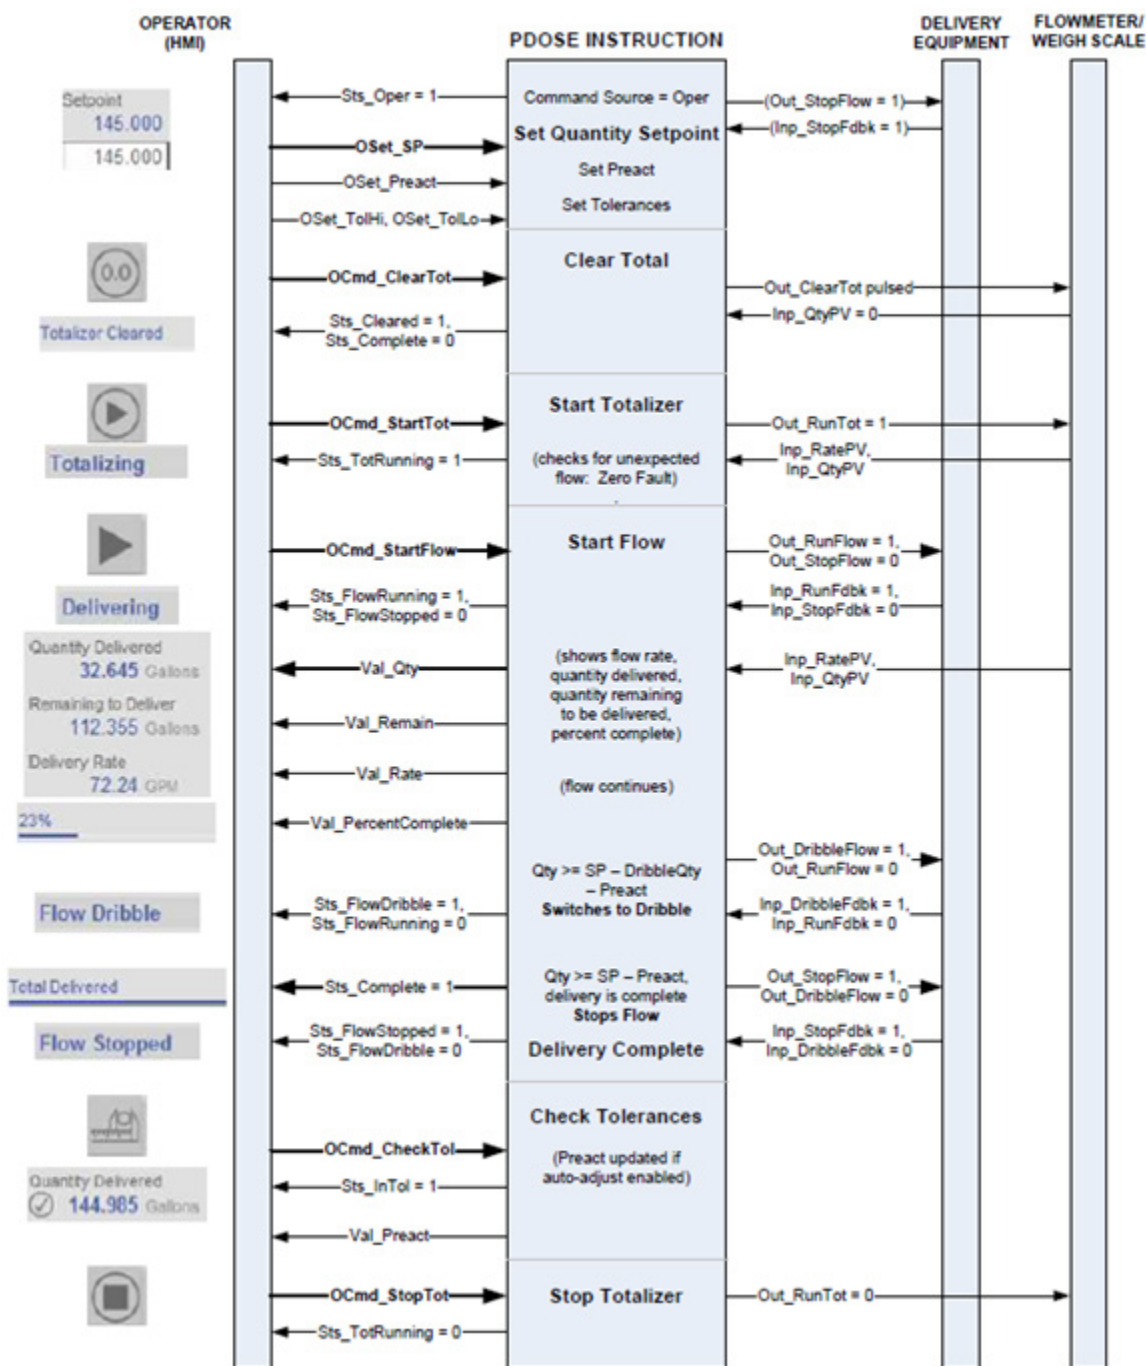 OPERATOR
(HMI)
PDOSE INSTRUCTION
DELIVERY
EQUIPMENT
FLOWMETER/
WEIGH SCALE
Setpoint
145.000
145.000
Sts_Oper = 1
Command Source = Oper
(Out_StopFlow = 1)
(Inp_StopFdbk = 1)
OSet_SP
Set Quantity Setpoint
OSet_Preact
Set Preact
OSet_TolHi, OSet_TolLo
Set Tolerances
0.0
Clear Total
OCmd_ClearTot
Out_ClearTot pulsed
Totalizer Cleared
Sts_Cleared = 1,
Sts_Complete = 0
Inp_QtyPV = 0
Start Totalizer
OCmd_StartTot
Out_RunTot = 1
Totalizing
Sts_TotRunning = 1
(checks for unexpected
flow: Zero Fault)
Inp_RatePV,
Inp_QtyPV
Start Flow
OCmd_StartFlow
Out_RunFlow = 1,
Out_StopFlow = 0
Delivering
Sts_FlowRunning = 1,
Sts_FlowStopped = 0
Inp_RunFdbk = 1,
Inp_StopFdbk = 0
Quantity Delivered
32.645 Gallons
Remaining to Deliver
112.355 Gallons
Delivery Rate
72.24 GPM
23%
Val_Qty
Val_Remain
Val_Rate
Val_PercentComplete
(shows flow rate,
quantity delivered,
quantity remaining
to be delivered,
percent complete)
(flow continues)
Inp_RatePV,
Inp_QtyPV
Qty >= SP – DribbleQty
– Preact
Switches to Dribble
Out_DribbleFlow = 1,
Out_RunFlow = 0
Flow Dribble
Sts_FlowDribble = 1,
Sts_FlowRunning = 0
Inp_DribbleFdbk = 1,
Inp_RunFdbk = 0
Total Delivered
Sts_Complete = 1
Qty >= SP – Preact,
delivery is complete
Stops Flow
Out_StopFlow = 1,
Out_DribbleFlow = 0
Flow Stopped
Sts_FlowStopped = 1,
Sts_FlowDribble = 0
Delivery Complete
Inp_StopFdbk = 1,
Inp_DribbleFdbk = 0
Check Tolerances
OCmd_CheckTol
(Preact updated if
auto-adjust enabled)
Quantity Delivered
144.985 Gallons
Sts_InTol = 1
Val_Preact
OCmd_StopTot
Stop Totalizer
Out_RunTot = 0
Sts_TotRunning = 0